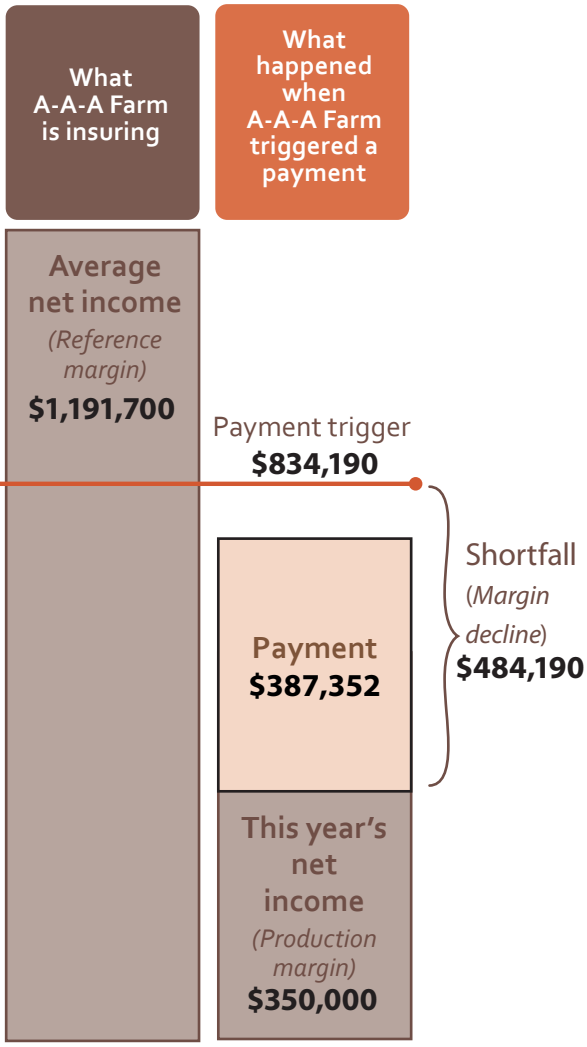 What
A-A-A Farm
is insuring
What
happened
when
A-A-A Farm
triggered a
payment
Average
net income
(Reference
margin)
$1,191,700
Payment trigger
$834,190
Shortfall
(Margin
decline)
$484,190
Payment
$387,352
This year's
net
income
(Production
margin)
$350,000